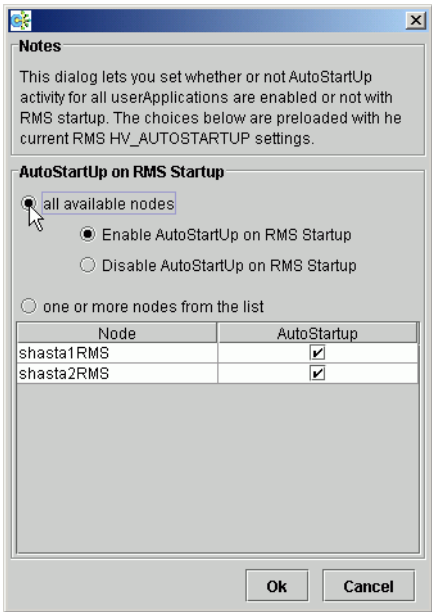 Notes
This dialog lets you set whether or not AutoStartUp
activity for all userApplications are enabled or not with
RMS startup. The choices below are preloaded with he
current RMS HV_AUTOSTARTUP settings.
AutoStartUp on RMS Startup
all available nodes
Enable AutoStartUp on RMS Startup
Disable AutoStartUp on RMS Startup
one or more nodes from the list
Node AutoStartup
shasta1RMS
shasta2RMS
Ok Cancel